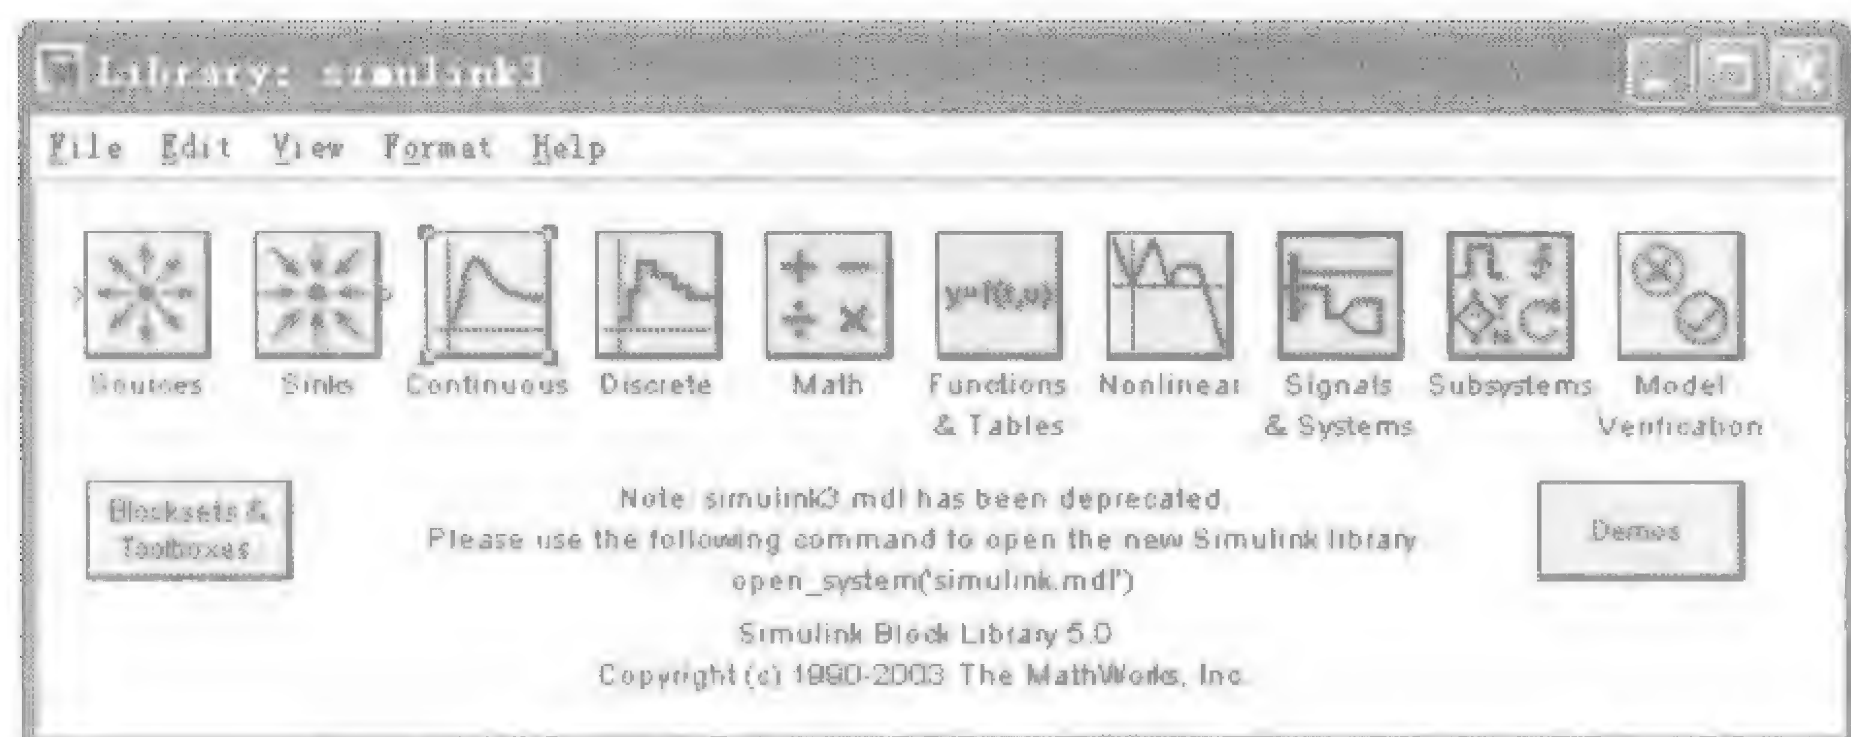 Library: simulink3
File Edit View Format Help
Sources Sinks Continuous Discrete Math Functions & Tables Nonlinear Signals & Systems Subsystems Model Verification
Blocksets & Toolboxes
Note: simulink3.mdl has been deprecated.
Please use the following command to open the new Simulink library
open_system('simulink.mdl')
Demos
Simulink Block Library 5.0
Copyright (c) 1990-2003 The MathWorks, Inc.
y=f(t,u)